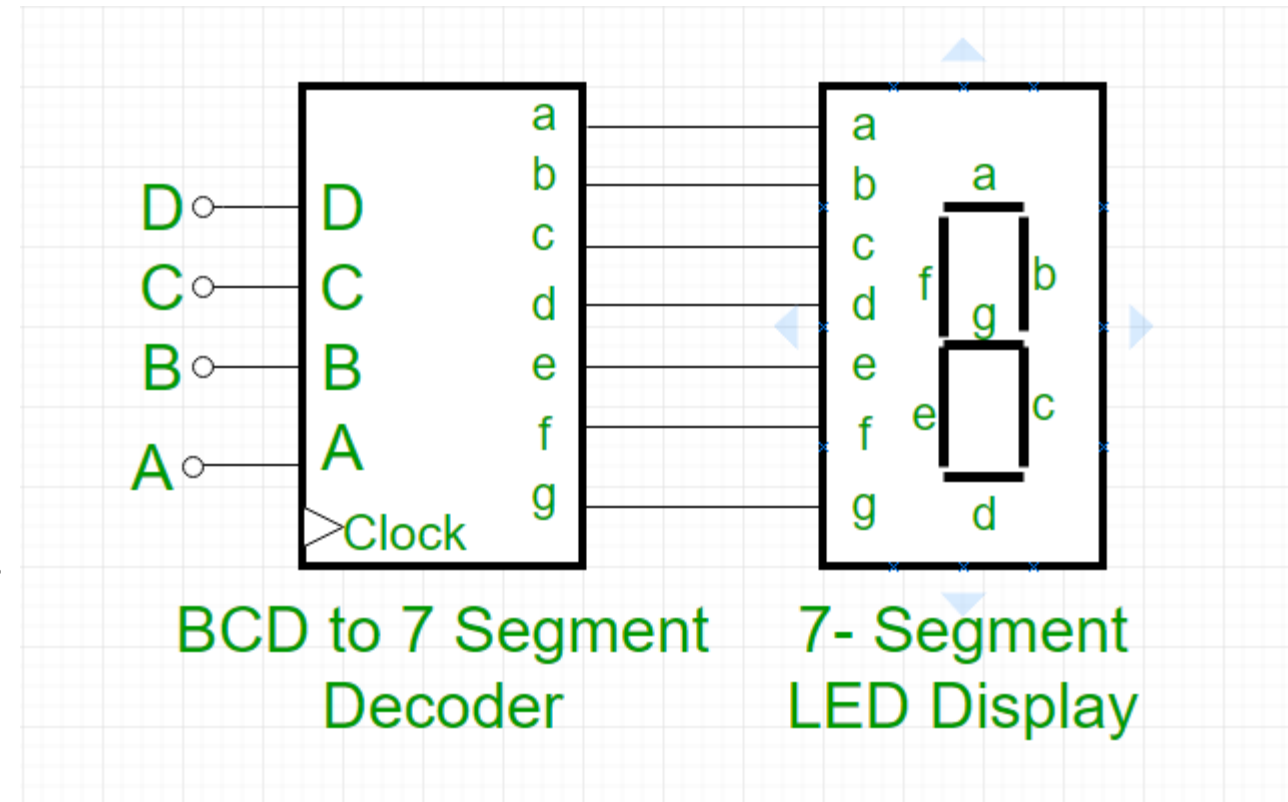 D
C
B
A
D
C
B
A
Clock
a
b
c
d
e
f
g
a
b
c
d
e
f
g
a
f
b
g
e
c
d
BCD to 7 Segment
Decoder
7- Segment
LED Display